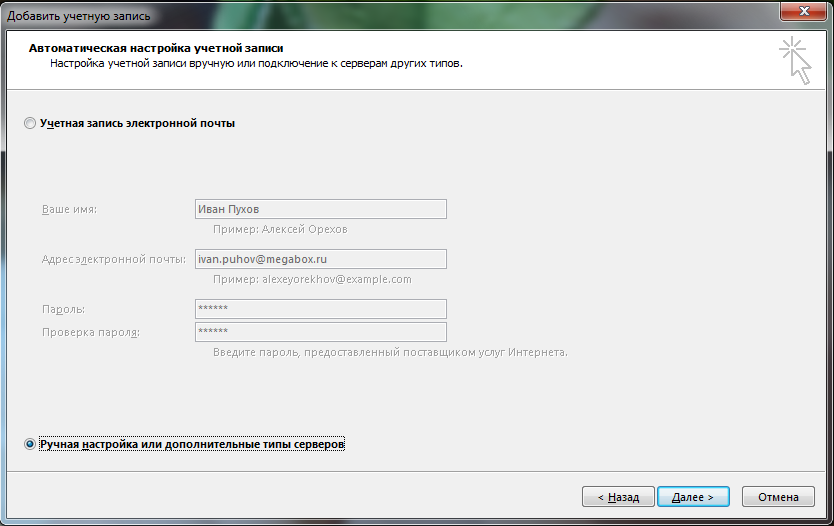 Добавить учетную запись
Автоматическая настройка учетной записи
Настройка учетной записи вручную или подключение к серверам других типов.
Учетная запись электронной почты
Ваше имя: Иван Пухов
Пример: Алексей Орехов
Адрес электронной почты: ivan.puhov@megabox.ru
Пример: alexeyorekhov@example.com
Пароль: ******
Проверка пароля: ******
Введите пароль, предоставленный поставщиком услуг Интернета.
Ручная настройка или дополнительные типы серверов
< Назад Далее > Отмена